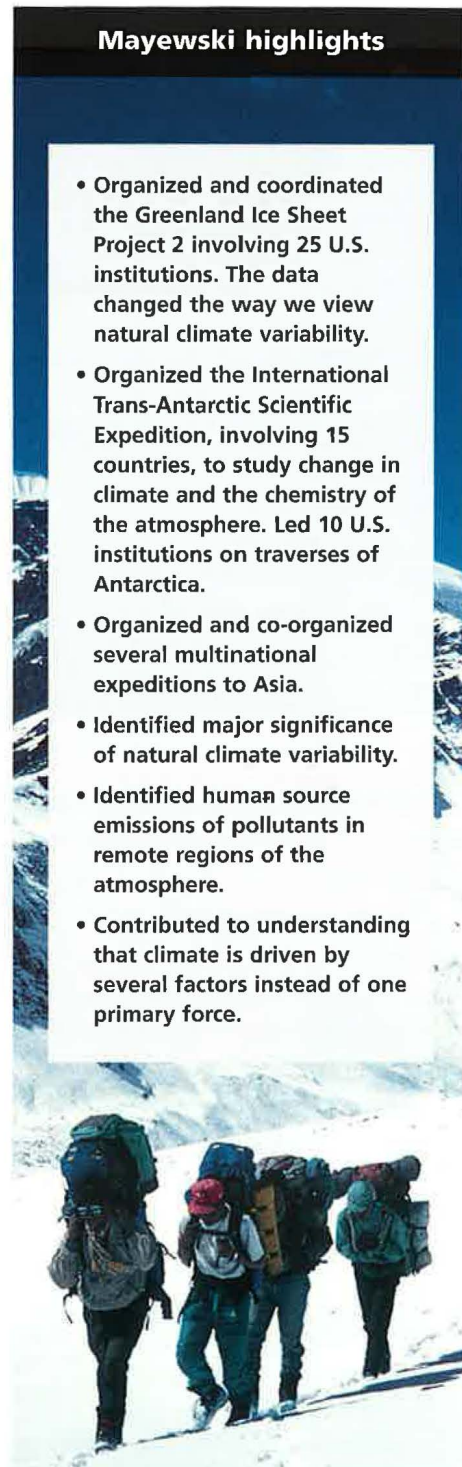 Mayewski highlights
• Organized and coordinated
the Greenland Ice Sheet
Project 2 involving 25 U.S.
institutions. The data
changed the way we view
natural climate variability.
• Organized the International
Trans-Antarctic Scientific
Expedition, involving 15
countries, to study change in
climate and the chemistry of
the atmosphere. Led 10 U.S.
institutions on traverses of
Antarctica.
• Organized and co-organized
several multinational
expeditions to Asia.
• Identified major significance
of natural climate variability.
• Identified human source
emissions of pollutants in
remote regions of the
atmosphere.
• Contributed to understanding
that climate is driven by
several factors instead of one
primary force.